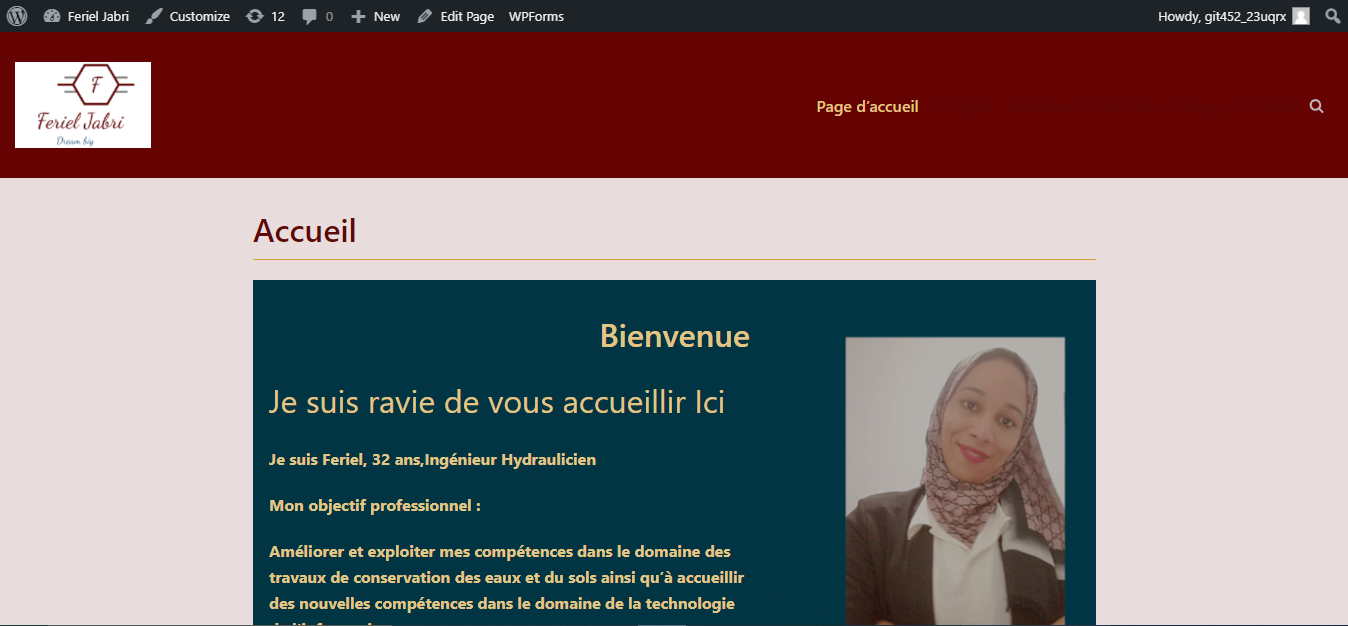 Feriel Jabri Customize 12 0 New Edit Page WPForms Howdy, git452_23uqrx
F
Feriel Jabri
Dream big
Page d’accueil
Accueil
Bienvenue
Je suis ravie de vous accueillir Ici
Je suis Feriel, 32 ans,Ingénieur Hydraulicien
Mon objectif professionnel :
Améliorer et exploiter mes compétences dans le domaine des
travaux de conservation des eaux et du sols ainsi qu’à accueillir
des nouvelles compétences dans le domaine de la technologie